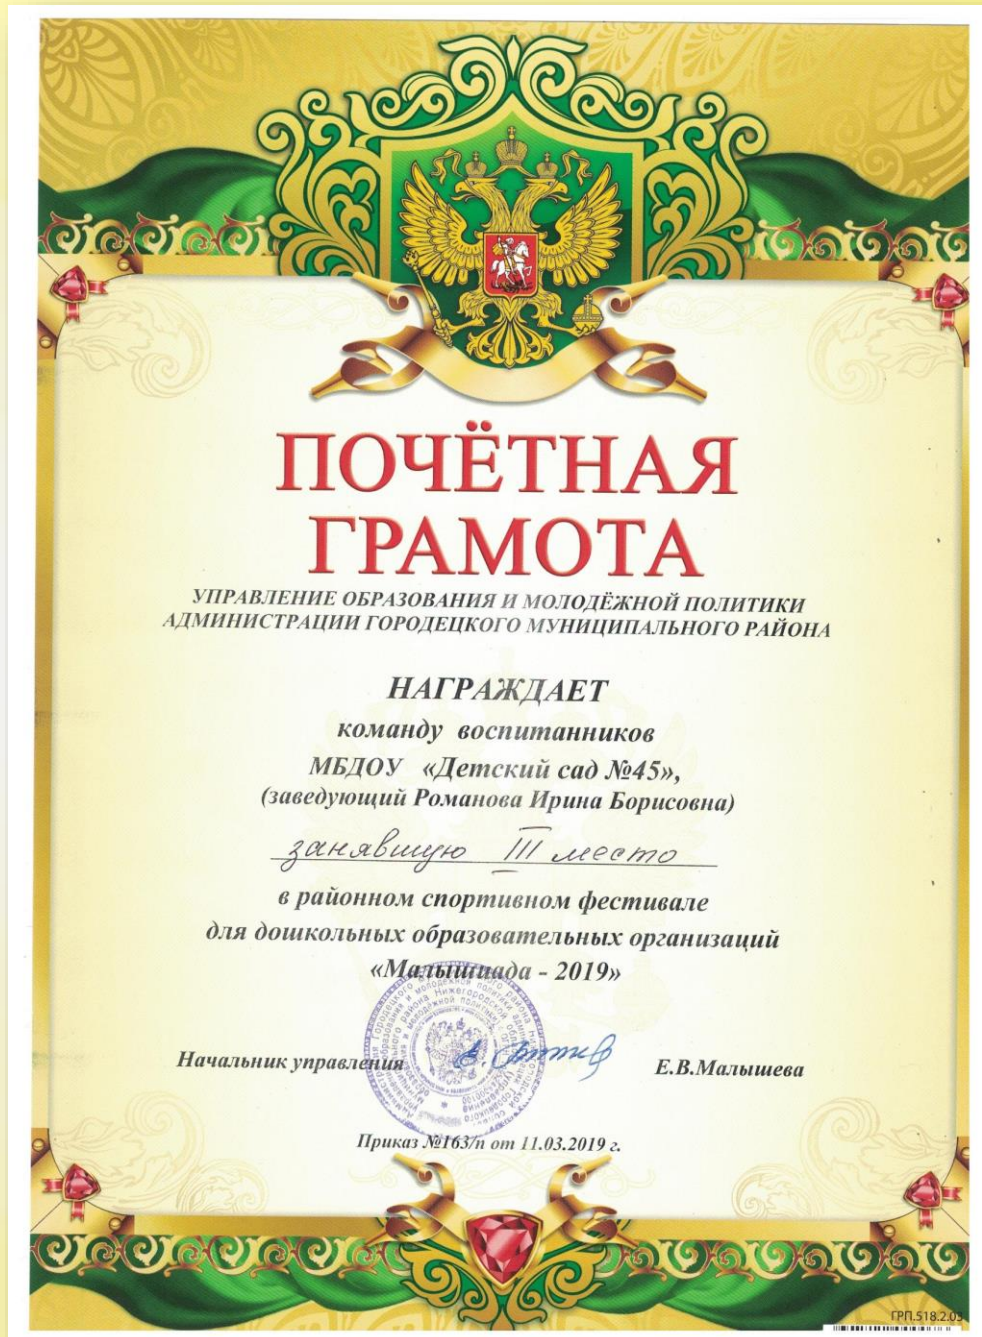 ПОЧЁТНАЯ
ГРАМОТА
УПРАВЛЕНИЕ ОБРАЗОВАНИЯ И МОЛОДЁЖНОЙ ПОЛИТИКИ
АДМИНИСТРАЦИИ ГОРОДЕЦКОГО МУНИЦИПАЛЬНОГО РАЙОНА
НАГРАЖДАЕТ
команду воспитанников
МБДОУ «Детский сад №45»,
(заведующий Романова Ирина Борисовна)
занявшую III место
в районном спортивном фестивале
для дошкольных образовательных организаций
«Малышиада - 2019»
Начальник управления Е.В.Малышева
Приказ №163/п от 11.03.2019 г.
ГРП.518.2.03